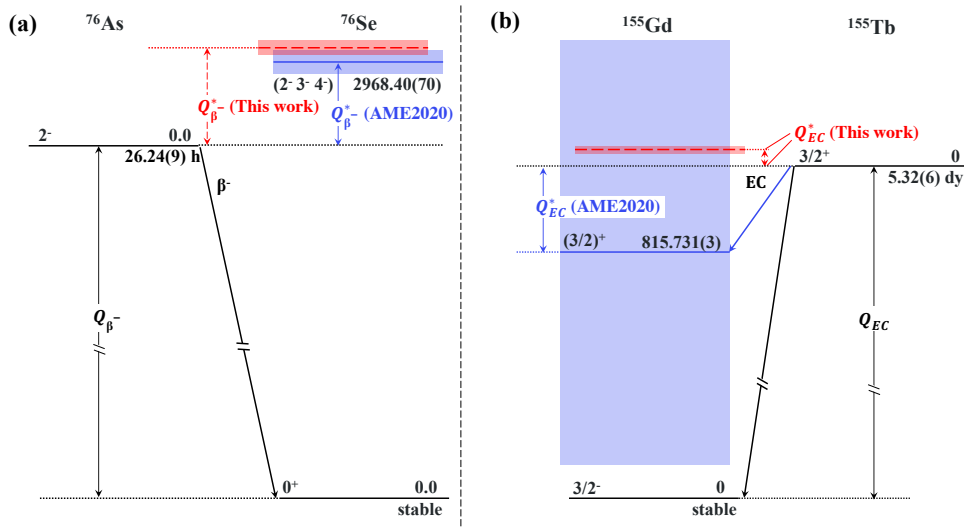 (a)
⁷⁶As
⁷⁶Se
(2⁻ 3⁻ 4⁻) 2968.40(70)
Q*β⁻ (This work)
Q*β⁻ (AME2020)
2⁻ 0.0
26.24(9) h
β⁻
Qβ⁻
0⁺ 0.0
stable
(b)
¹⁵⁵Gd
¹⁵⁵Tb
Q*EC (This work)
3/2⁺ 0
EC
5.32(6) dy
Q*EC (AME2020)
(3/2)⁺ 815.731(3)
QEC
3/2⁻ 0
stable